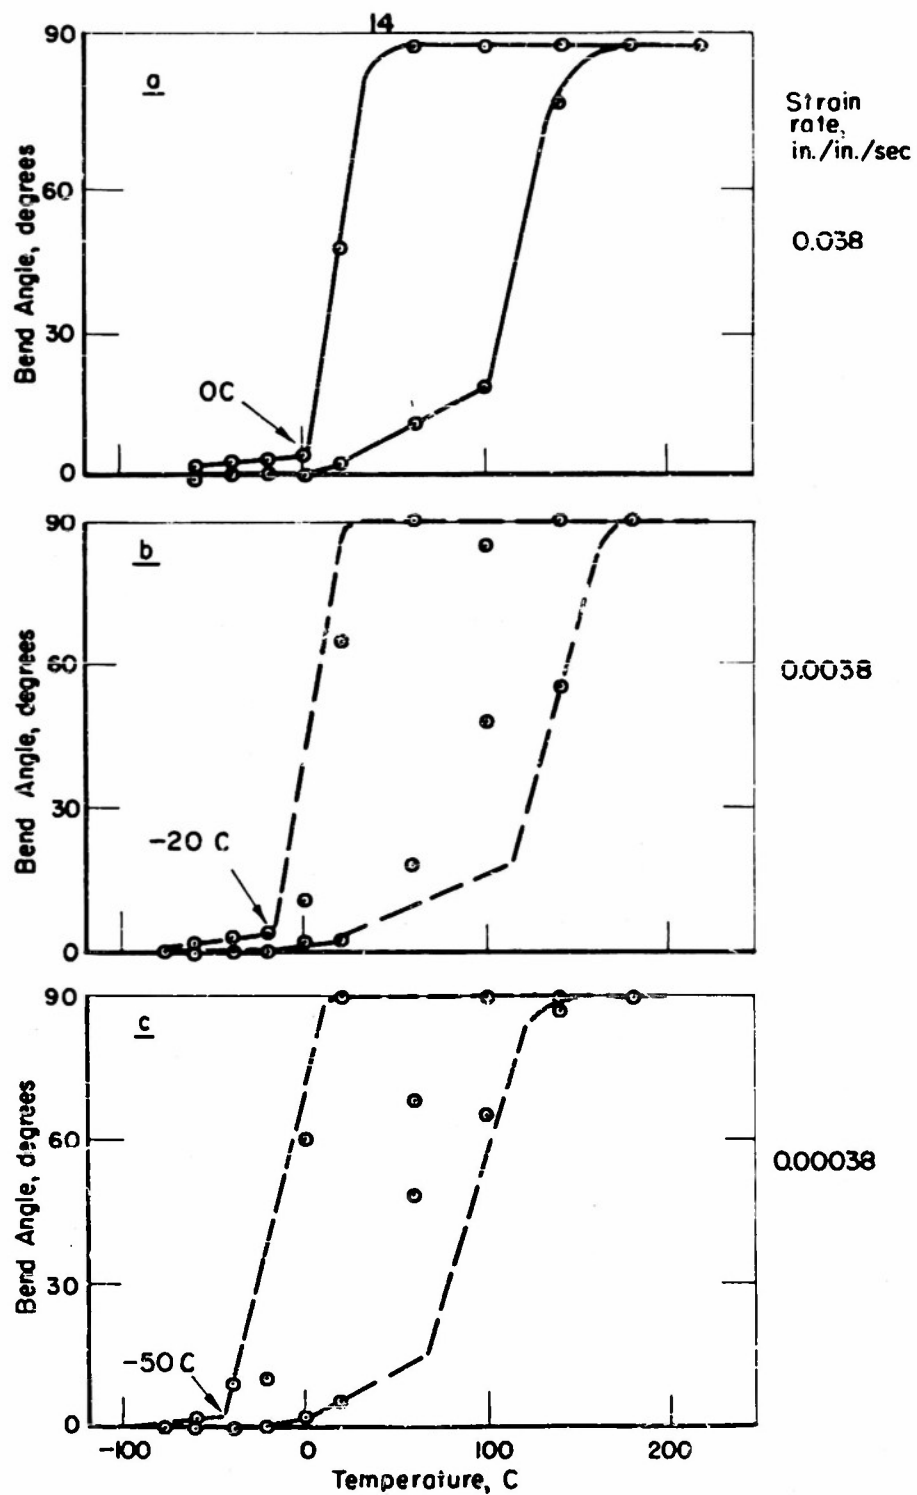 14
90
a
Strain
rate,
in./in./sec
60
0.038
Bend Angle, degrees
30
0C
0
90
b
60
0.0038
Bend Angle, degrees
30
-20 C
0
90
c
60
0.00038
Bend Angle, degrees
30
-50 C
0
-100
0
100
200
Temperature, C